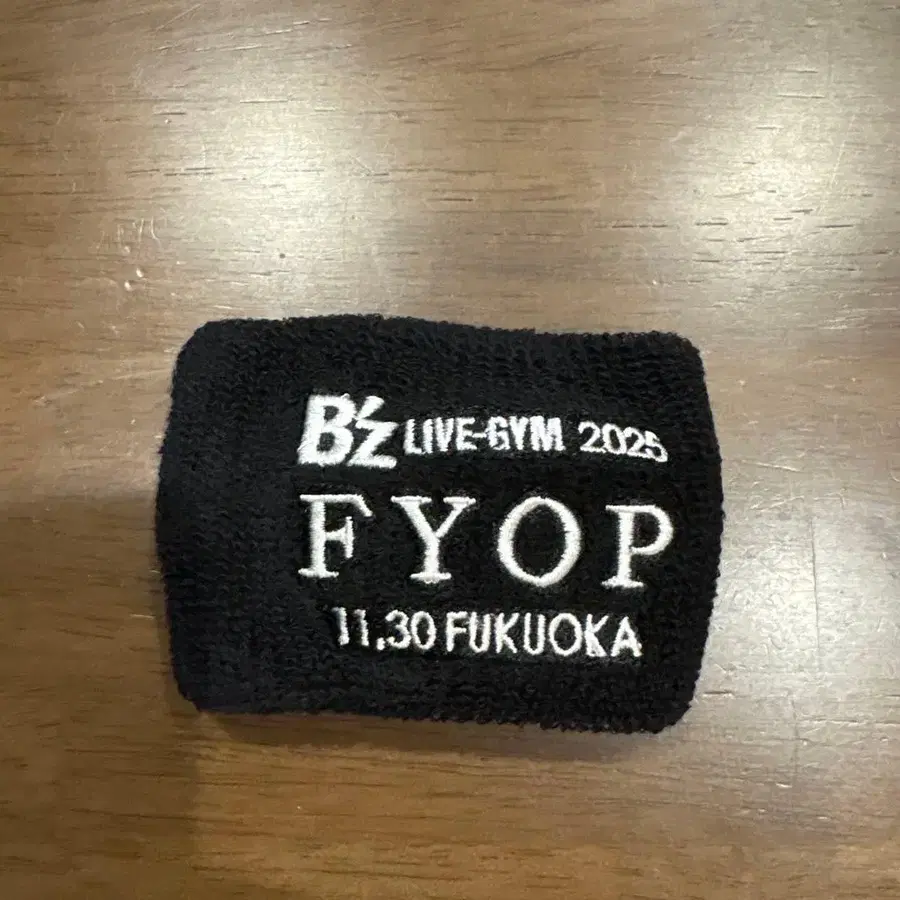 B'z LIVE-GYM 2025
FYOP
11.30 FUKUOKA